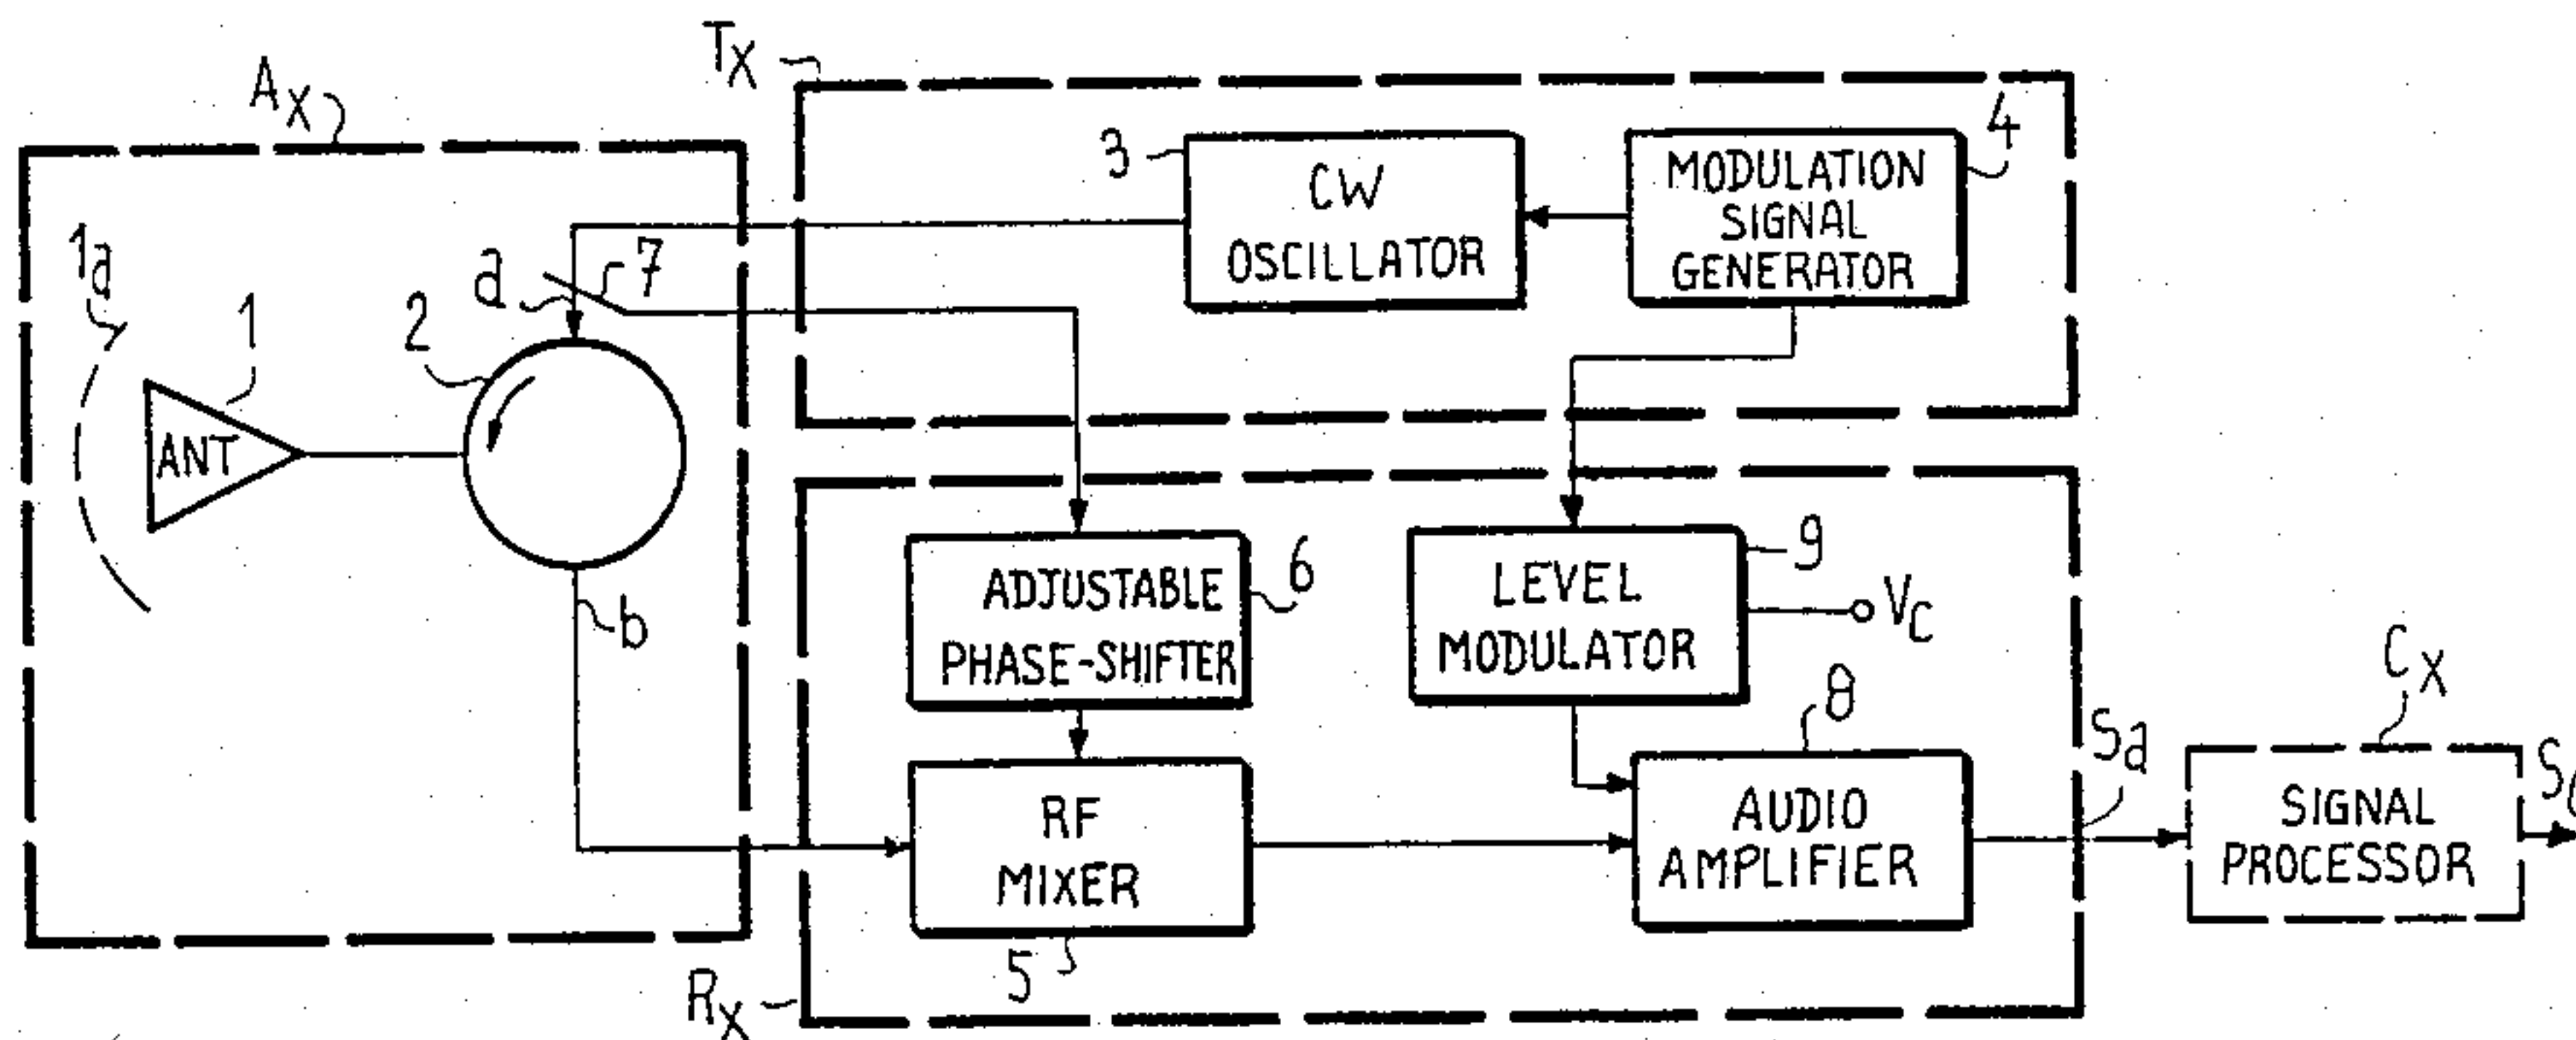 TX
AX
3
CW
OSCILLATOR
4
MODULATION
SIGNAL
GENERATOR
1a
1
2
a
7
ANT
b
ADJUSTABLE
PHASE-SHIFTER
6
LEVEL
MODULATOR
9
VC
RF
MIXER
5
8
AUDIO
AMPLIFIER
Sa
CX
SIGNAL
PROCESSOR
RX